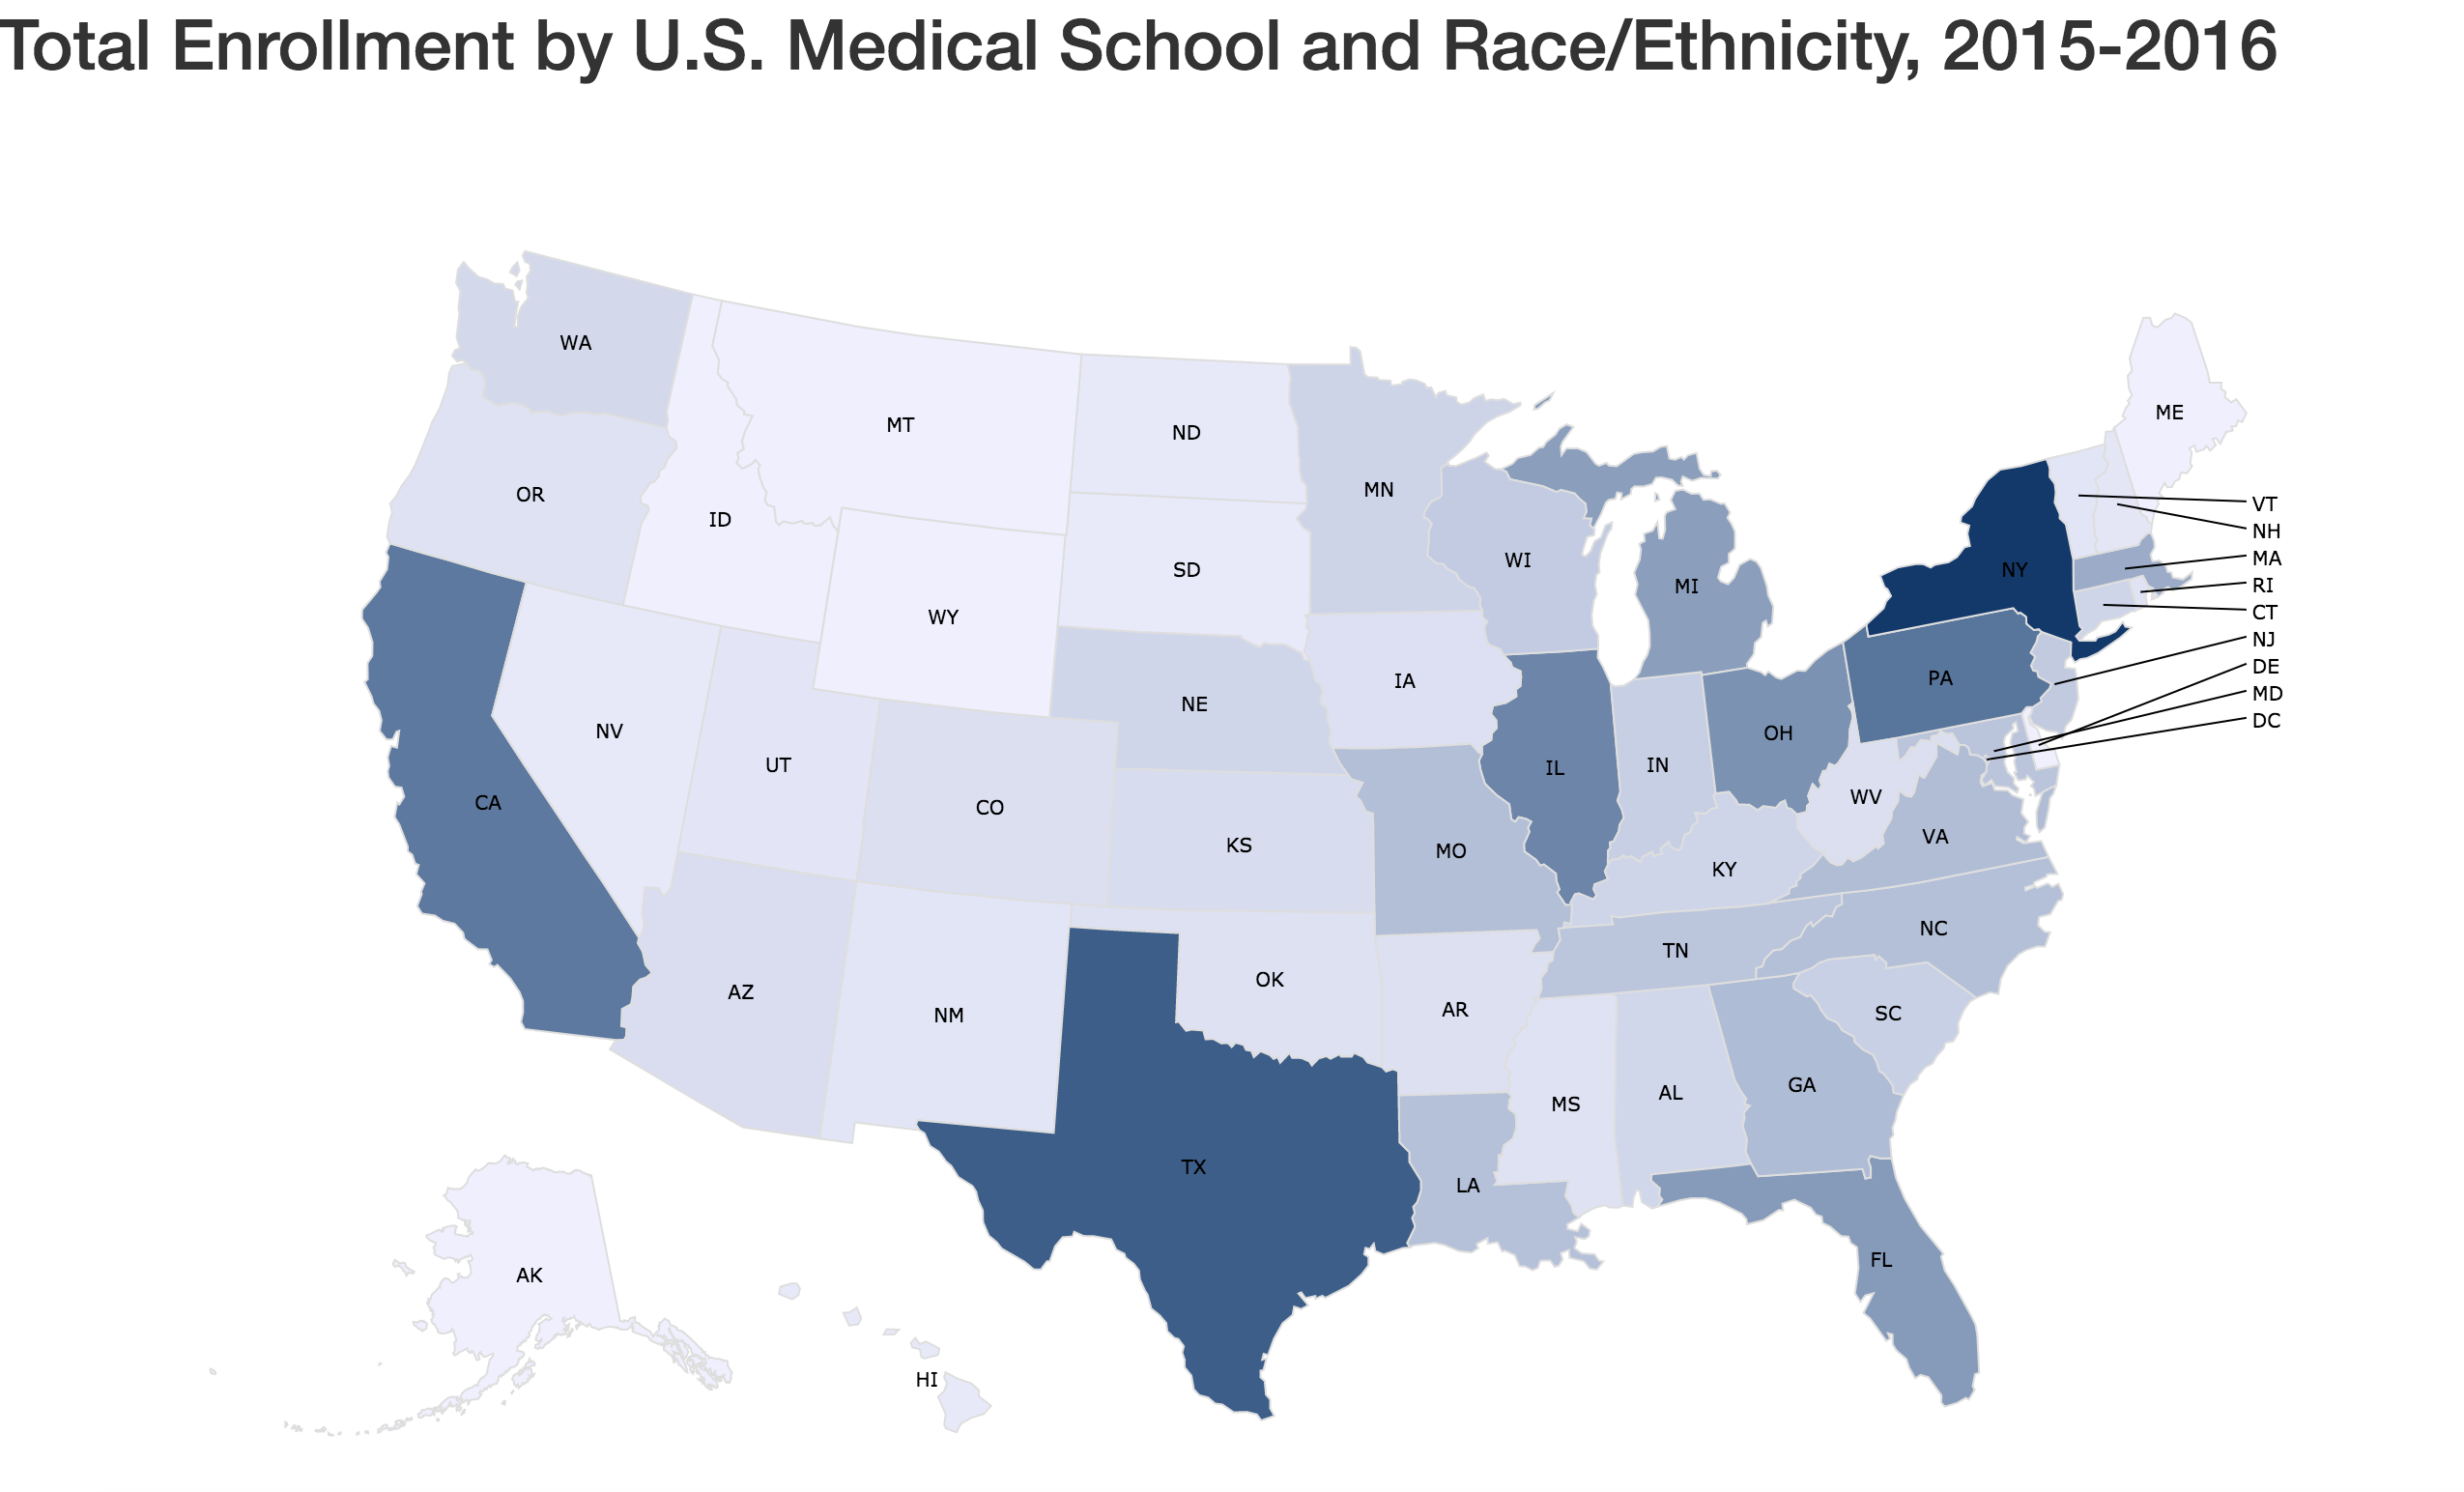 Total Enrollment by U.S. Medical School and Race/Ethnicity, 2015-2016
WA
MT
ME
ND
MN
OR
VT
ID
NH
WI
MA
SD
NY
RI
MI
CT
WY
NJ
DE
IA
PA
MD
NE
DC
NV
OH
UT
IL
IN
WV
CA
CO
VA
KS
MO
KY
NC
TN
OK
AZ
AR
SC
NM
GA
AL
MS
TX
LA
FL
AK
HI